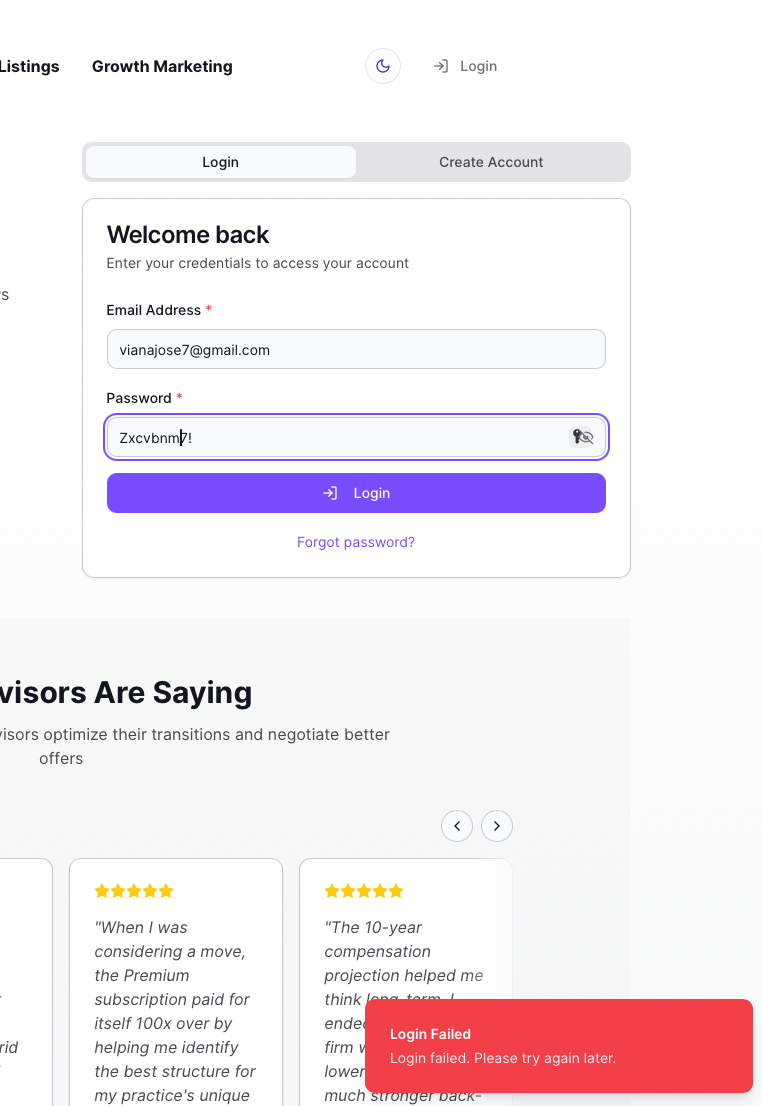 Listings Growth Marketing Login
Login Create Account
Welcome back
Enter your credentials to access your account
rs
Email Address *
vianajose7@gmail.com
Password *
Zxcvbnm7!
Login
Forgot password?
visors Are Saying
visors optimize their transitions and negotiate better
offers
"When I was
considering a move,
the Premium
subscription paid for
itself 100x over by
helping me identify
the best structure for
my practice's unique
"The 10-year
compensation
projection helped me
think long-term. I
ended
firm
lower
much stronger back-
rid
Login Failed
Login failed. Please try again later.